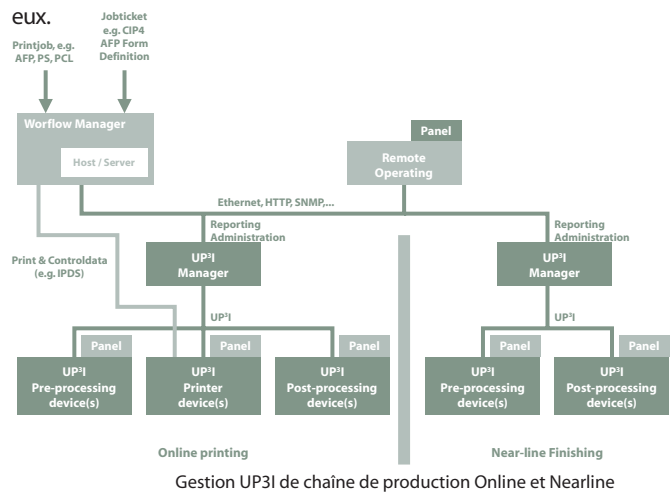 eux.
Printjob, e.g.
AFP, PS, PCL
Jobticket
e.g. CIP4
AFP Form
Definition
Worflow Manager
Host / Server
Panel
Remote
Operating
Ethernet, HTTP, SNMP,...
Reporting
Administration
Reporting
Administration
Print & Controldata
(e.g. IPDS)
UP³I
Manager
UP³I
Manager
UP³I
UP³I
Panel
Panel
Panel
Panel
Panel
UP³I
Pre-processing
device(s)
UP³I
Printer
device(s)
UP³I
Post-processing
device(s)
UP³I
Pre-processing
device(s)
UP³I
Post-processing
device(s)
Online printing
Near-line Finishing
Gestion UP3I de chaîne de production Online et Nearline